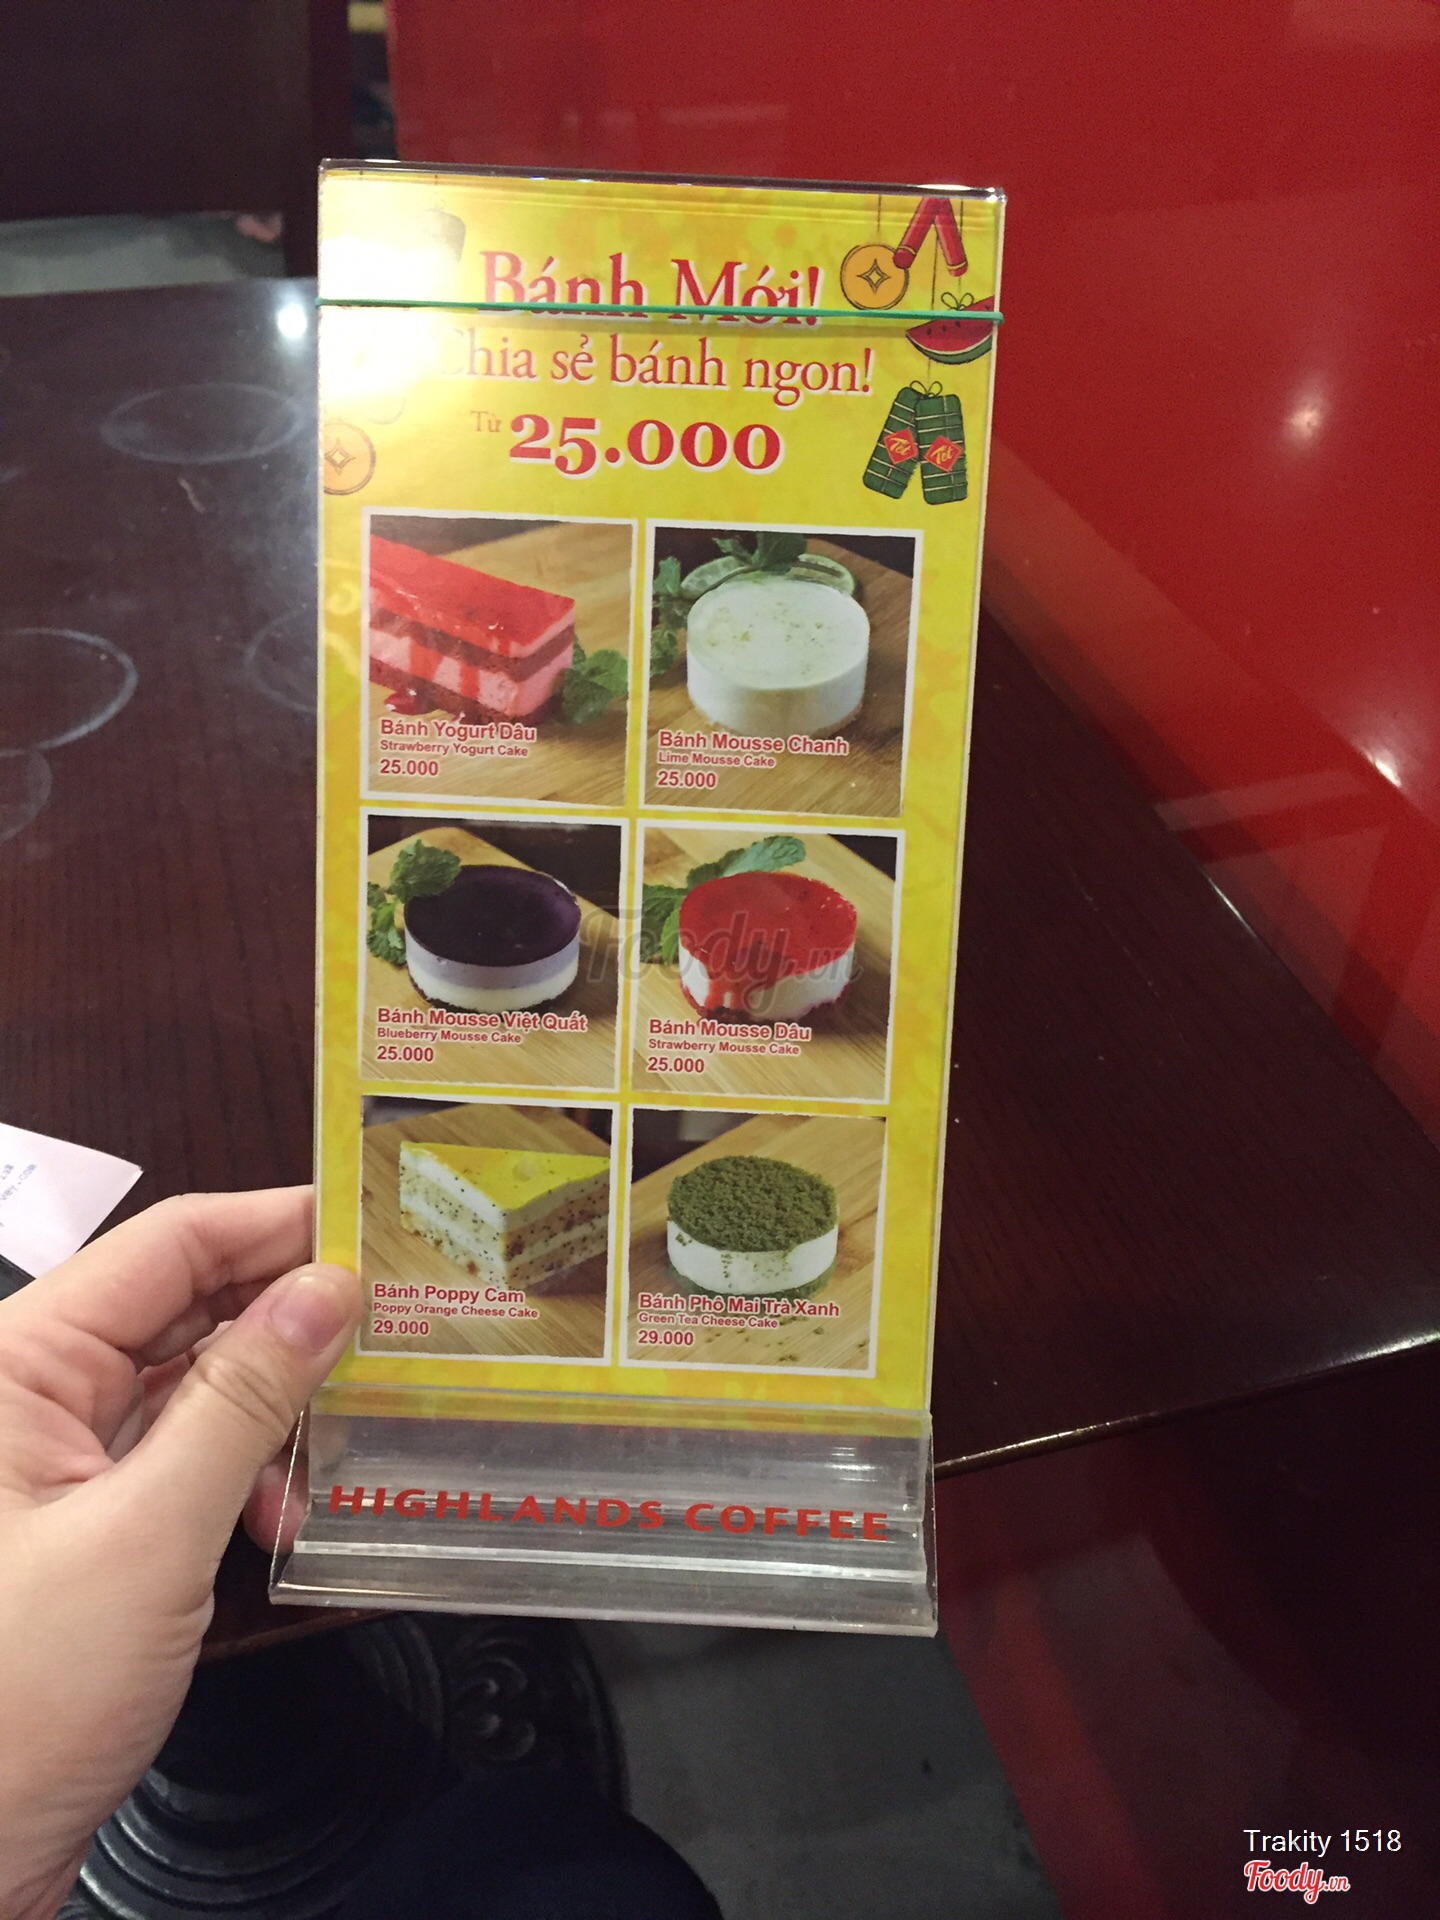 Bánh Mới!
Chia sẻ bánh ngon!
Từ 25.000
Tết Tết
Bánh Yogurt Dâu
Strawberry Yogurt Cake
25.000
Bánh Mousse Chanh
Lime Mousse Cake
25.000
Bánh Mousse Việt Quất
Blueberry Mousse Cake
25.000
Bánh Mousse Dâu
Strawberry Mousse Cake
25.000
Foody.vn
Bánh Poppy Cam
Poppy Orange Cheese Cake
29.000
Bánh Phô Mai Trà Xanh
Green Tea Cheese Cake
29.000
HIGHLANDS COFFEE
Trakity 1518
Foody.vn